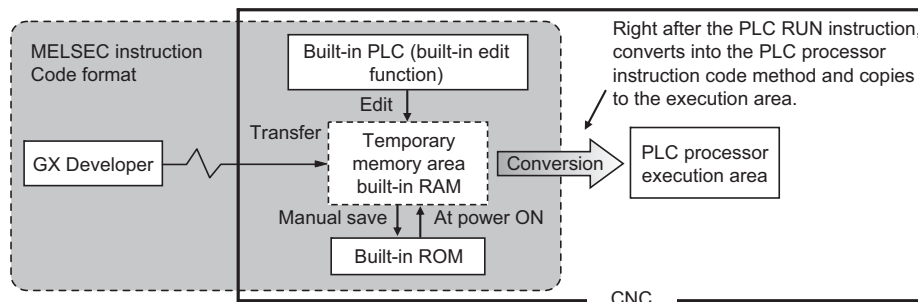 MELSEC instruction
Code format
Built-in PLC (built-in edit
function)
Right after the PLC RUN instruction,
converts into the PLC processor
instruction code method and copies
to the execution area.
Edit
Transfer
GX Developer
Temporary
memory area
built-in RAM
Conversion
PLC processor
execution area
Manual save
At power ON
Built-in ROM
CNC